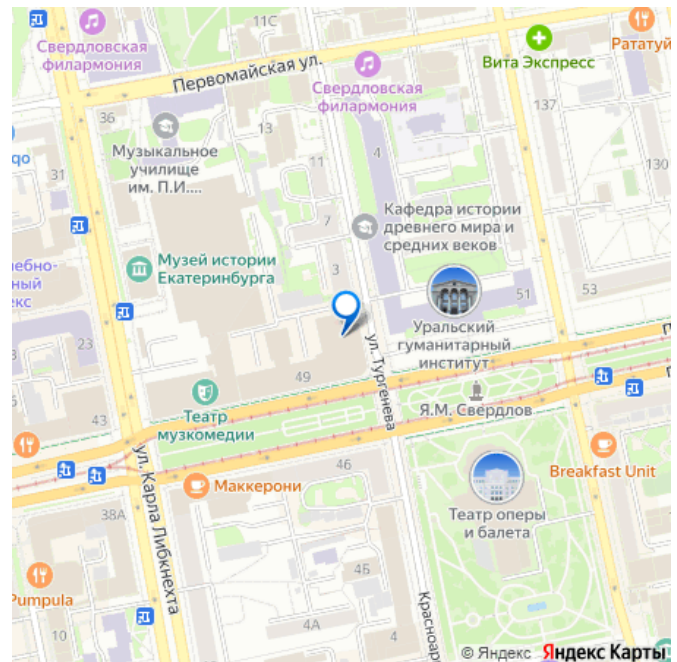 11С
Свердловская
филармония
Первомайская ул.
Свердловская
филармония
Вита Экспресс
Рататуй
36
Музыкальное
училище
им. П.И....
13
11
4
137
130
31
7
Кафедра истории
древнего мира и
средних веков
Музей истории
Екатеринбурга
3
51
53
Уральский
гуманитарный
институт
ул. Тургенева
49
Театр
музкомедии
43
Я.М. Свердлов
ул. Карла Либкнехта
46
Маккерони
Breakfast Unit
Театр оперы
и балета
38А
Pumpula
4Б
10
4А
4
Красноар
© Яндекс Яндекс Карты